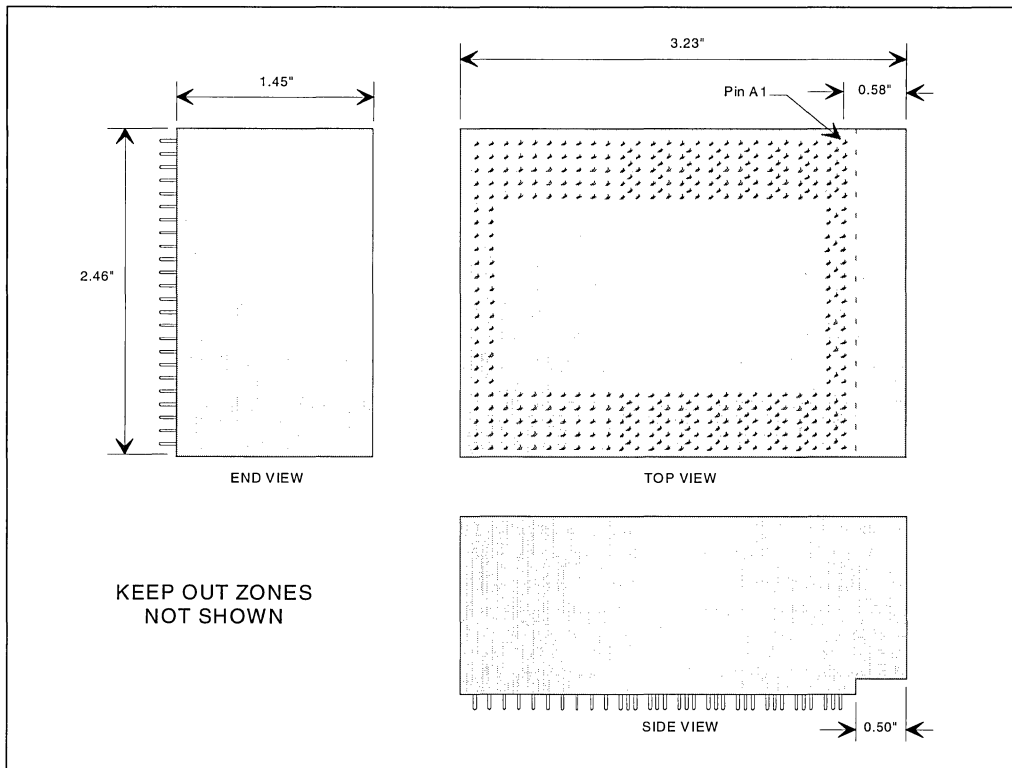 3.23"
1.45"
Pin A1
0.58"
2.46"
END VIEW
TOP VIEW
KEEP OUT ZONES
NOT SHOWN
SIDE VIEW
0.50"